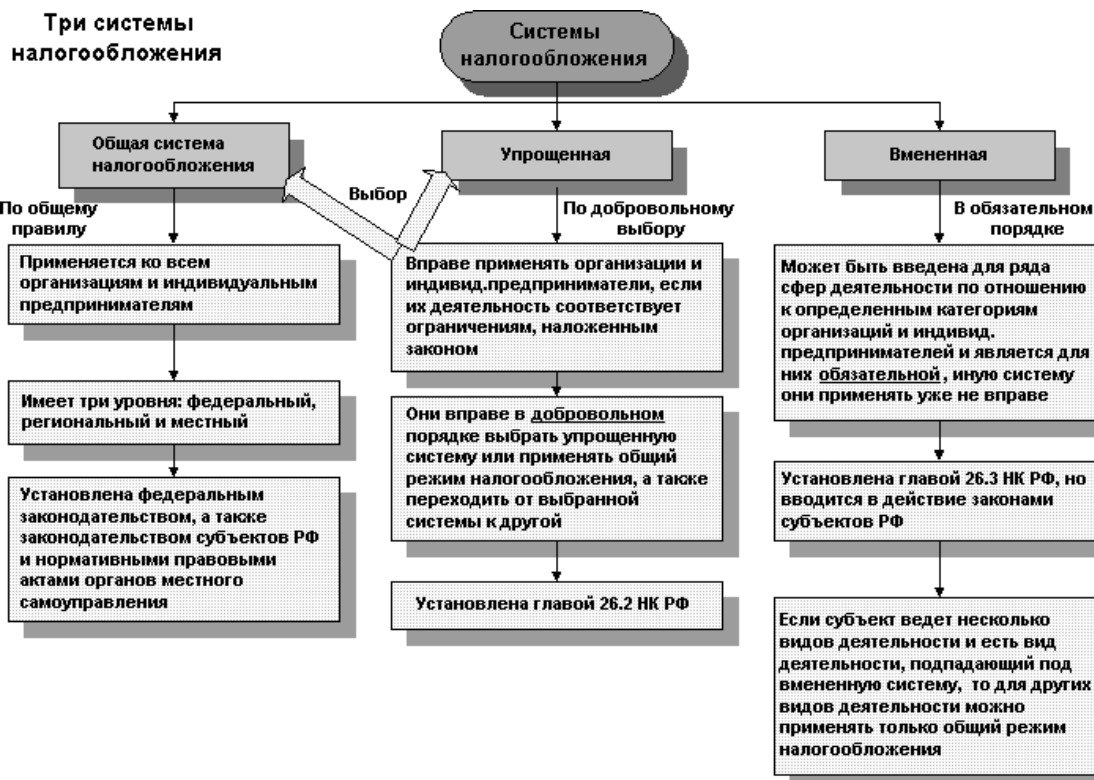 Три системы
налогообложения
Системы
налогообложения
Общая система
налогообложения
Упрощенная
Вмененная
Выбор
По общему
правилу
По добровольному
выбору
В обязательном
порядке
Применяется ко всем
организациям и индивидуальным
предпринимателям
Имеет три уровня: федеральный,
региональный и местный
Установлена федеральным
законодательством, а также
законодательством субъектов РФ
и нормативными правовыми
актами органов местного
самоуправления
Вправе применять организации и
индивид.предприниматели, если
их деятельность соответствует
ограничениям, наложенным
законом
Они вправе в добровольном
порядке выбрать упрощенную
систему или применять общий
режим налогообложения, а также
переходить от выбранной
системы к другой
Установлена главой 26.2 НК РФ
Может быть введена для ряда
сфер деятельности по отношению
к определенным категориям
организаций и индивид.
предпринимателей и является для
них обязательной, иную систему
они применять уже не вправе
Установлена главой 26.3 НК РФ, но
вводится в действие законами
субъектов РФ
Если субъект ведет несколько
видов деятельности и есть вид
деятельности, подпадающий под
вмененную систему, то для других
видов деятельности можно
применять только общий режим
налогообложения